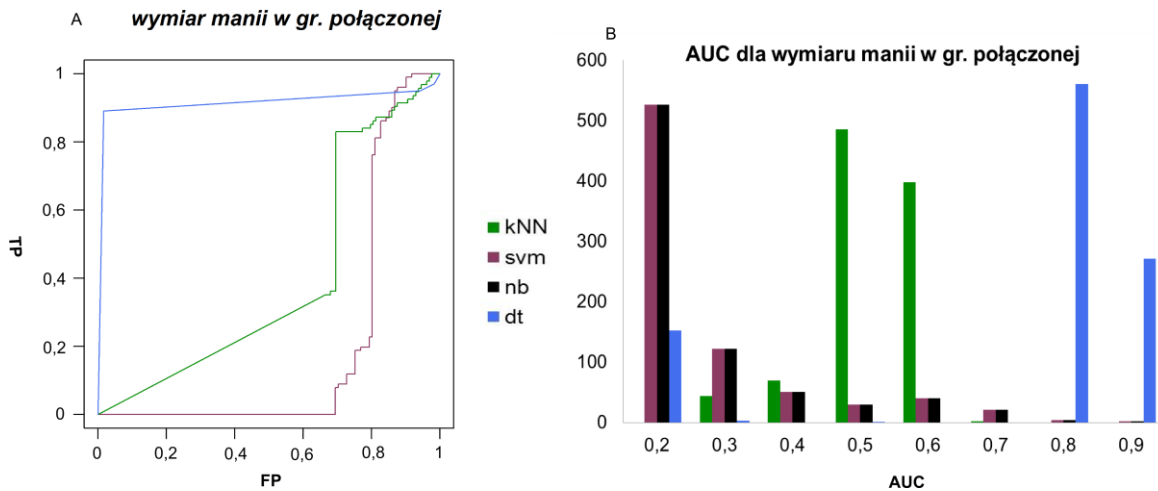 A
wymiar manii w gr. połączonej
1
0,8
0,6
0,4
0,2
0
TP
0
0,2
0,4
0,6
0,8
1
FP
kNN
svm
nb
dt
B
AUC dla wymiaru manii w gr. połączonej
600
500
400
300
200
100
0
0,2
0,3
0,4
0,5
0,6
0,7
0,8
0,9
AUC